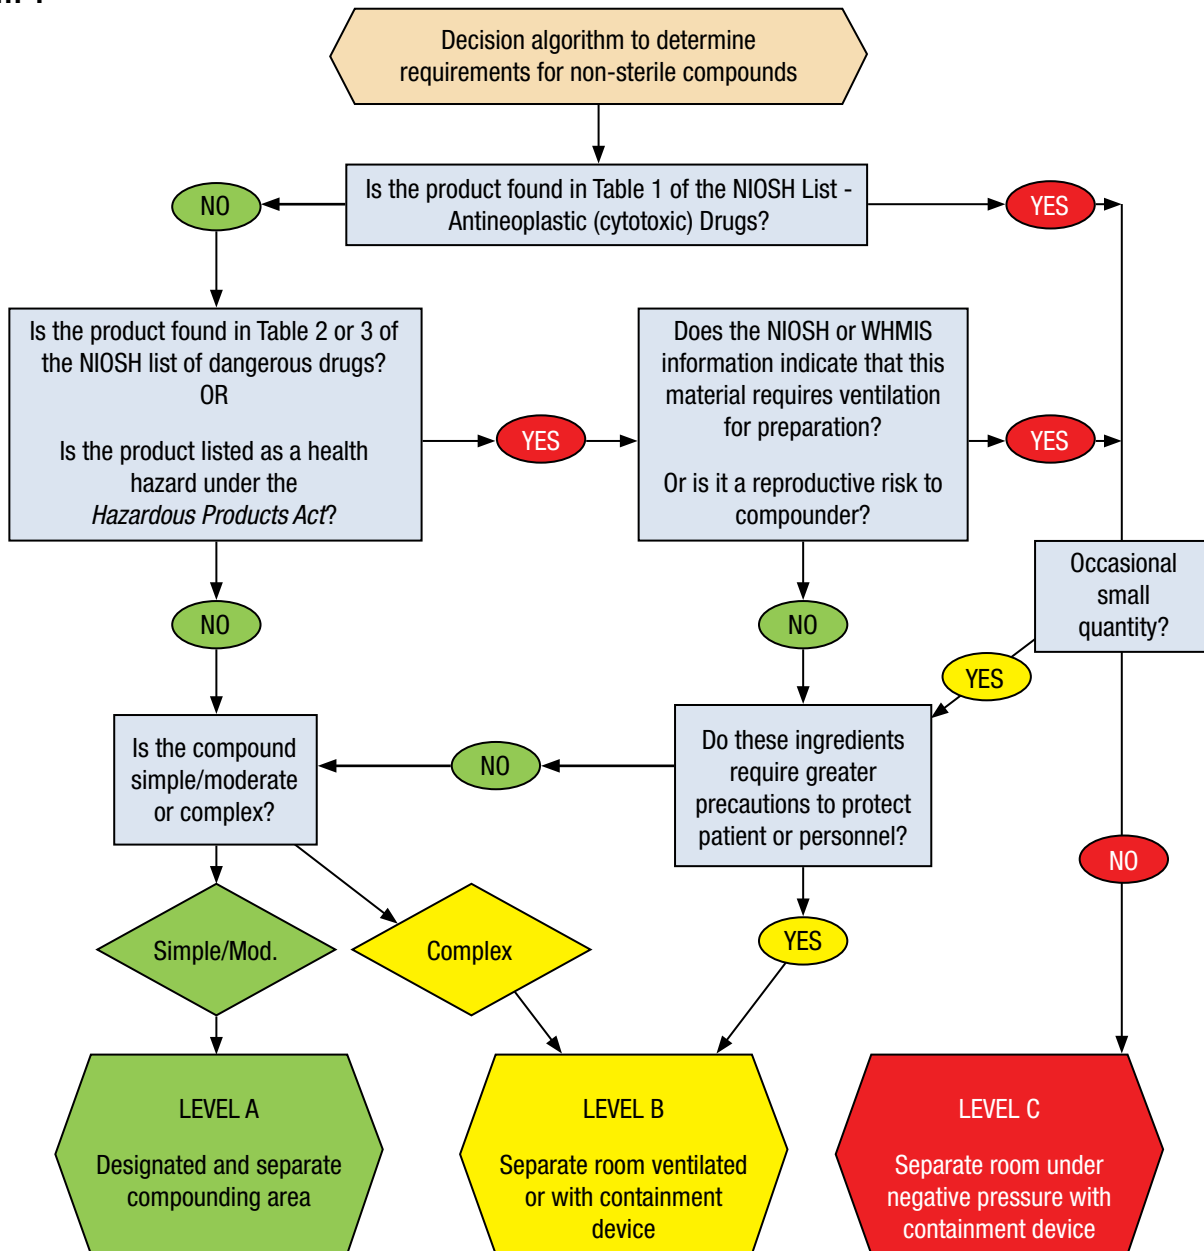 Decision algorithm to determine
requirements for non-sterile compounds
Is the product found in Table 1 of the NIOSH List -
Antineoplastic (cytotoxic) Drugs?
NO
YES
Is the product found in Table 2 or 3 of
the NIOSH list of dangerous drugs?
OR
Is the product listed as a health
hazard under the
Hazardous Products Act?
YES
Does the NIOSH or WHMIS
information indicate that this
material requires ventilation
for preparation?
Or is it a reproductive risk to
compounder?
YES
NO
NO
Occasional
small
quantity?
YES
Is the compound
simple/moderate
or complex?
NO
Do these ingredients
require greater
precautions to protect
patient or personnel?
NO
Simple/Mod.
Complex
YES
LEVEL A
Designated and separate
compounding area
LEVEL B
Separate room ventilated
or with containment
device
LEVEL C
Separate room under
negative pressure with
containment device